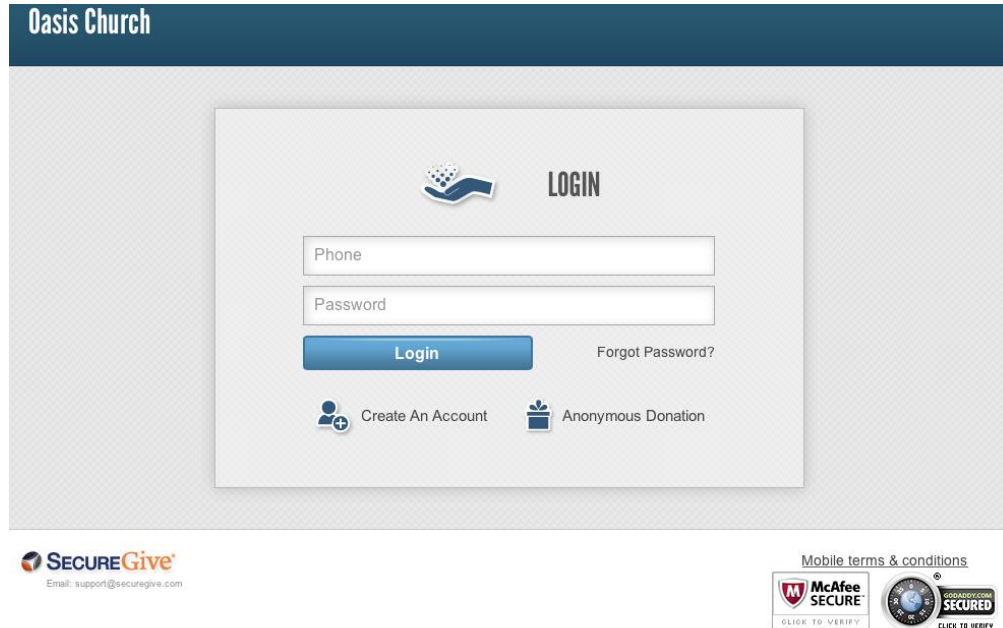 Oasis Church
LOGIN
Phone
Password
Login
Forgot Password?
Create An Account
Anonymous Donation
SECUREGive
Email: support@securegive.com
Mobile terms & conditions
McAfee
SECURE
CLICK TO VERIFY
GODADDY.COM
SECURED
CLICK TO VERIFY